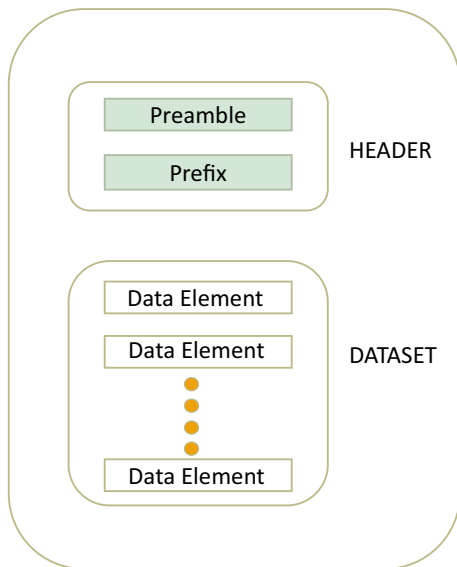 Preamble
HEADER
Prefix
Data Element
Data Element
DATASET
Data Element